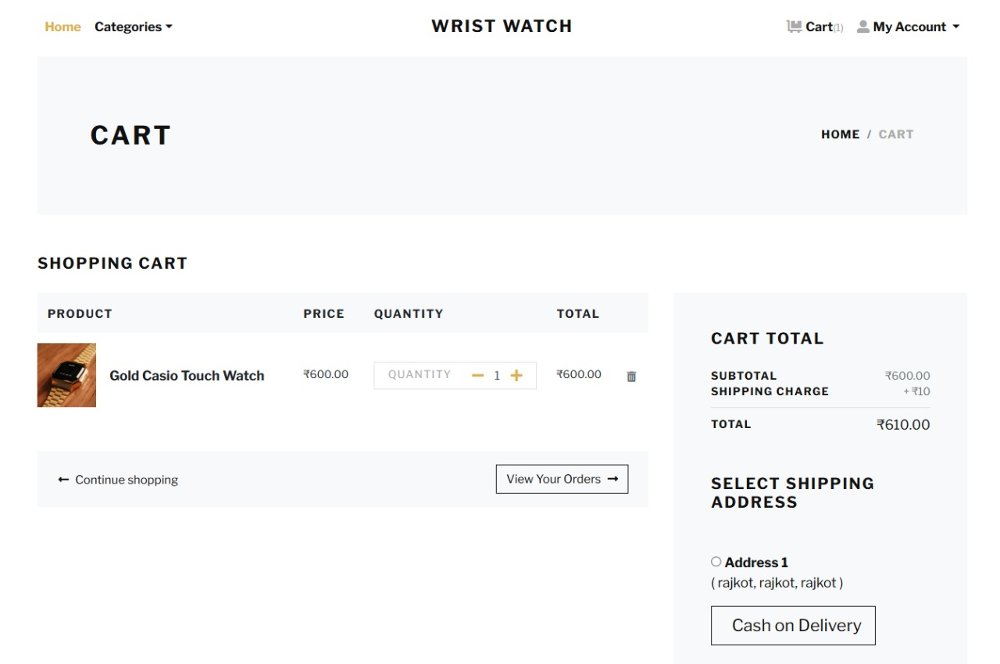 Home Categories WRIST WATCH Cart(1) My Account
CART
HOME / CART
SHOPPING CART
PRODUCT PRICE QUANTITY TOTAL
Gold Casio Touch Watch ₹600.00 QUANTITY − 1 + ₹600.00
← Continue shopping
View Your Orders →
CART TOTAL
SUBTOTAL ₹600.00
SHIPPING CHARGE + ₹10
TOTAL ₹610.00
SELECT SHIPPING
ADDRESS
Address 1
( rajkot, rajkot, rajkot )
Cash on Delivery